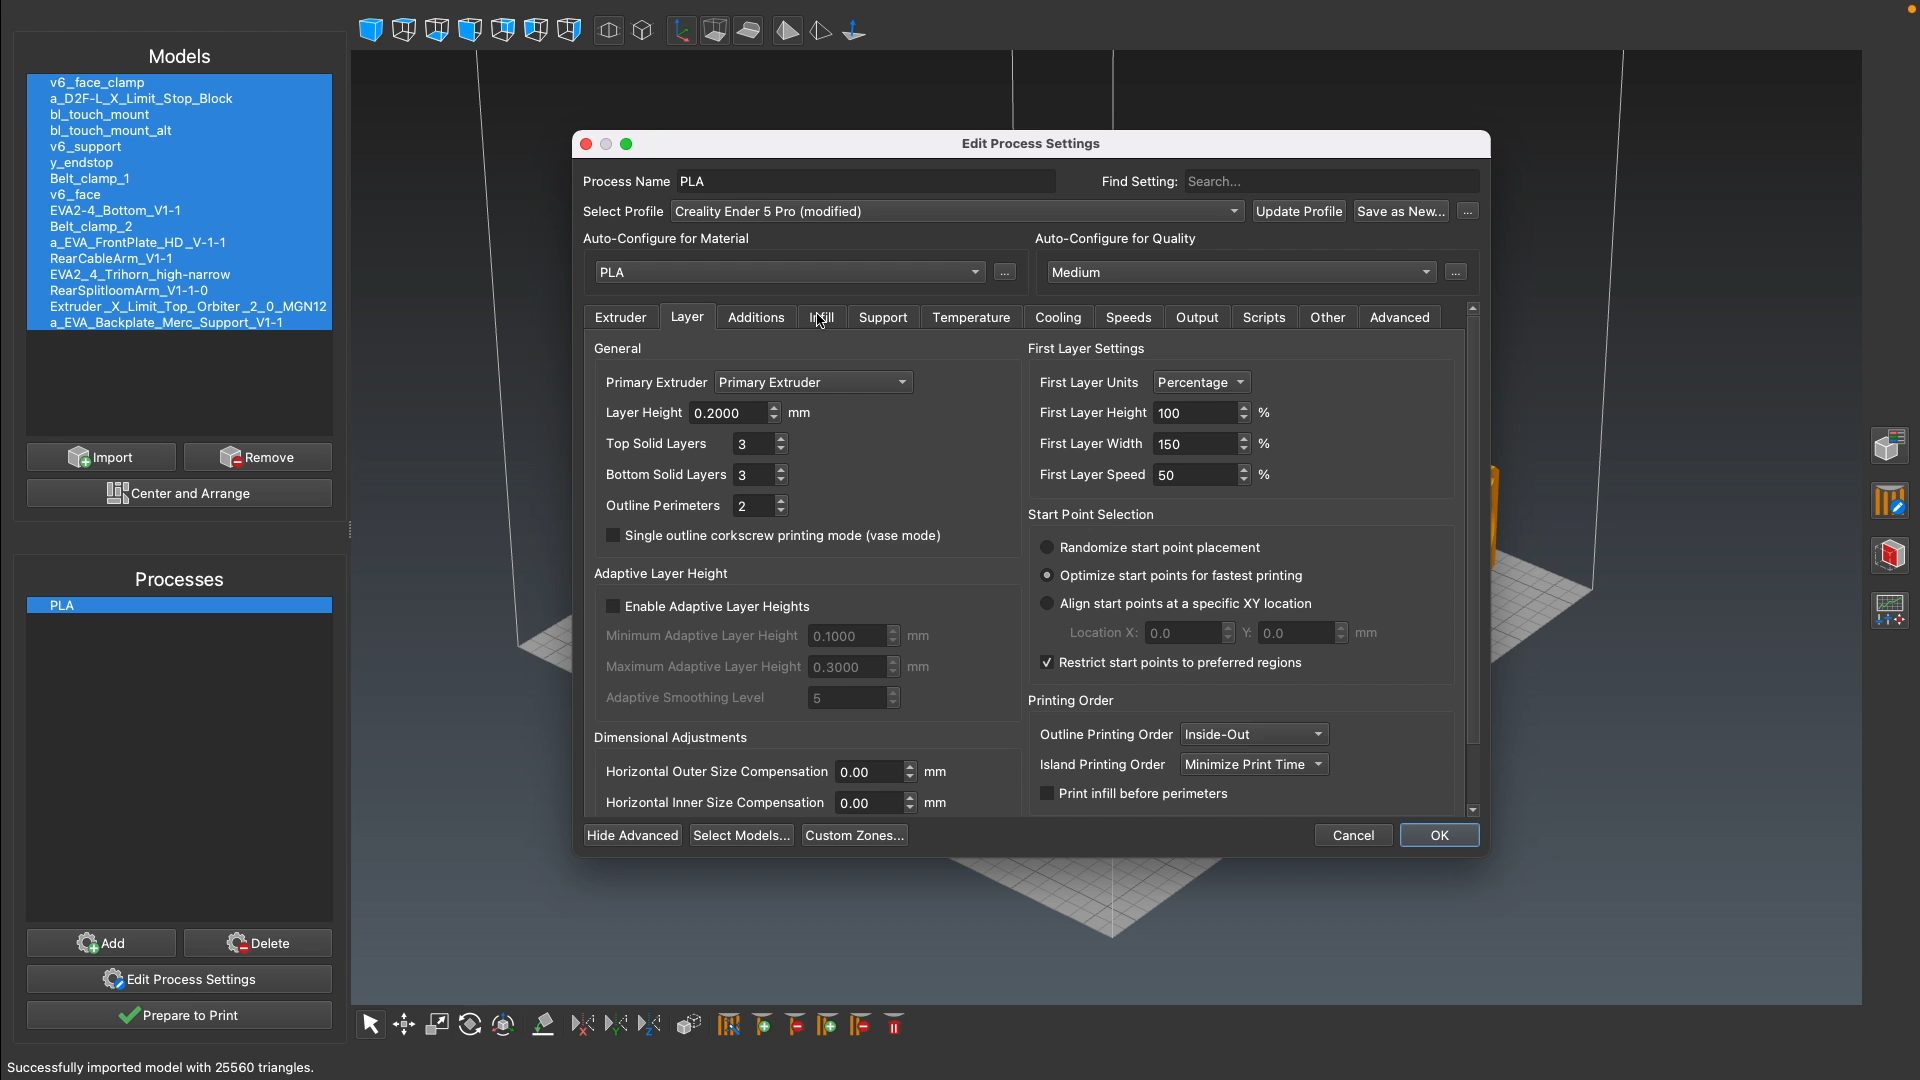 Models
v6_face_clamp
a_D2F-L_X_Limit_Stop_Block
bl_touch_mount
bl_touch_mount_alt
v6_support
y_endstop
Belt_clamp_1
v6_face
EVA2-4_Bottom_V1-1
Belt_clamp_2
a_EVA_FrontPlate_HD_V-1-1
RearCableArm_V1-1
EVA2_4_Trihorn_high-narrow
RearSplitloomArm_V1-1-0
Extruder_X_Limit_Top_Orbiter_2_0_MGN12
a_EVA_Backplate_Merc_Support_V1-1
Import
Remove
Center and Arrange
Processes
PLA
Add
Delete
Edit Process Settings
Prepare to Print
Successfully imported model with 25560 triangles.
Edit Process Settings
Process Name PLA
Find Setting: Search...
Select Profile Creality Ender 5 Pro (modified) Update Profile Save as New... ...
Auto-Configure for Material
PLA ...
Auto-Configure for Quality
Medium ...
Extruder Layer Additions Infill Support Temperature Cooling Speeds Output Scripts Other Advanced
General
Primary Extruder Primary Extruder
Layer Height 0.2000 mm
Top Solid Layers 3
Bottom Solid Layers 3
Outline Perimeters 2
Single outline corkscrew printing mode (vase mode)
Adaptive Layer Height
Enable Adaptive Layer Heights
Minimum Adaptive Layer Height 0.1000 mm
Maximum Adaptive Layer Height 0.3000 mm
Adaptive Smoothing Level 5
Dimensional Adjustments
Horizontal Outer Size Compensation 0.00 mm
Horizontal Inner Size Compensation 0.00 mm
First Layer Settings
First Layer Units Percentage
First Layer Height 100 %
First Layer Width 150 %
First Layer Speed 50 %
Start Point Selection
Randomize start point placement
Optimize start points for fastest printing
Align start points at a specific XY location
Location X: 0.0 Y: 0.0 mm
Restrict start points to preferred regions
Printing Order
Outline Printing Order Inside-Out
Island Printing Order Minimize Print Time
Print infill before perimeters
Hide Advanced Select Models... Custom Zones... Cancel OK
X Y Z